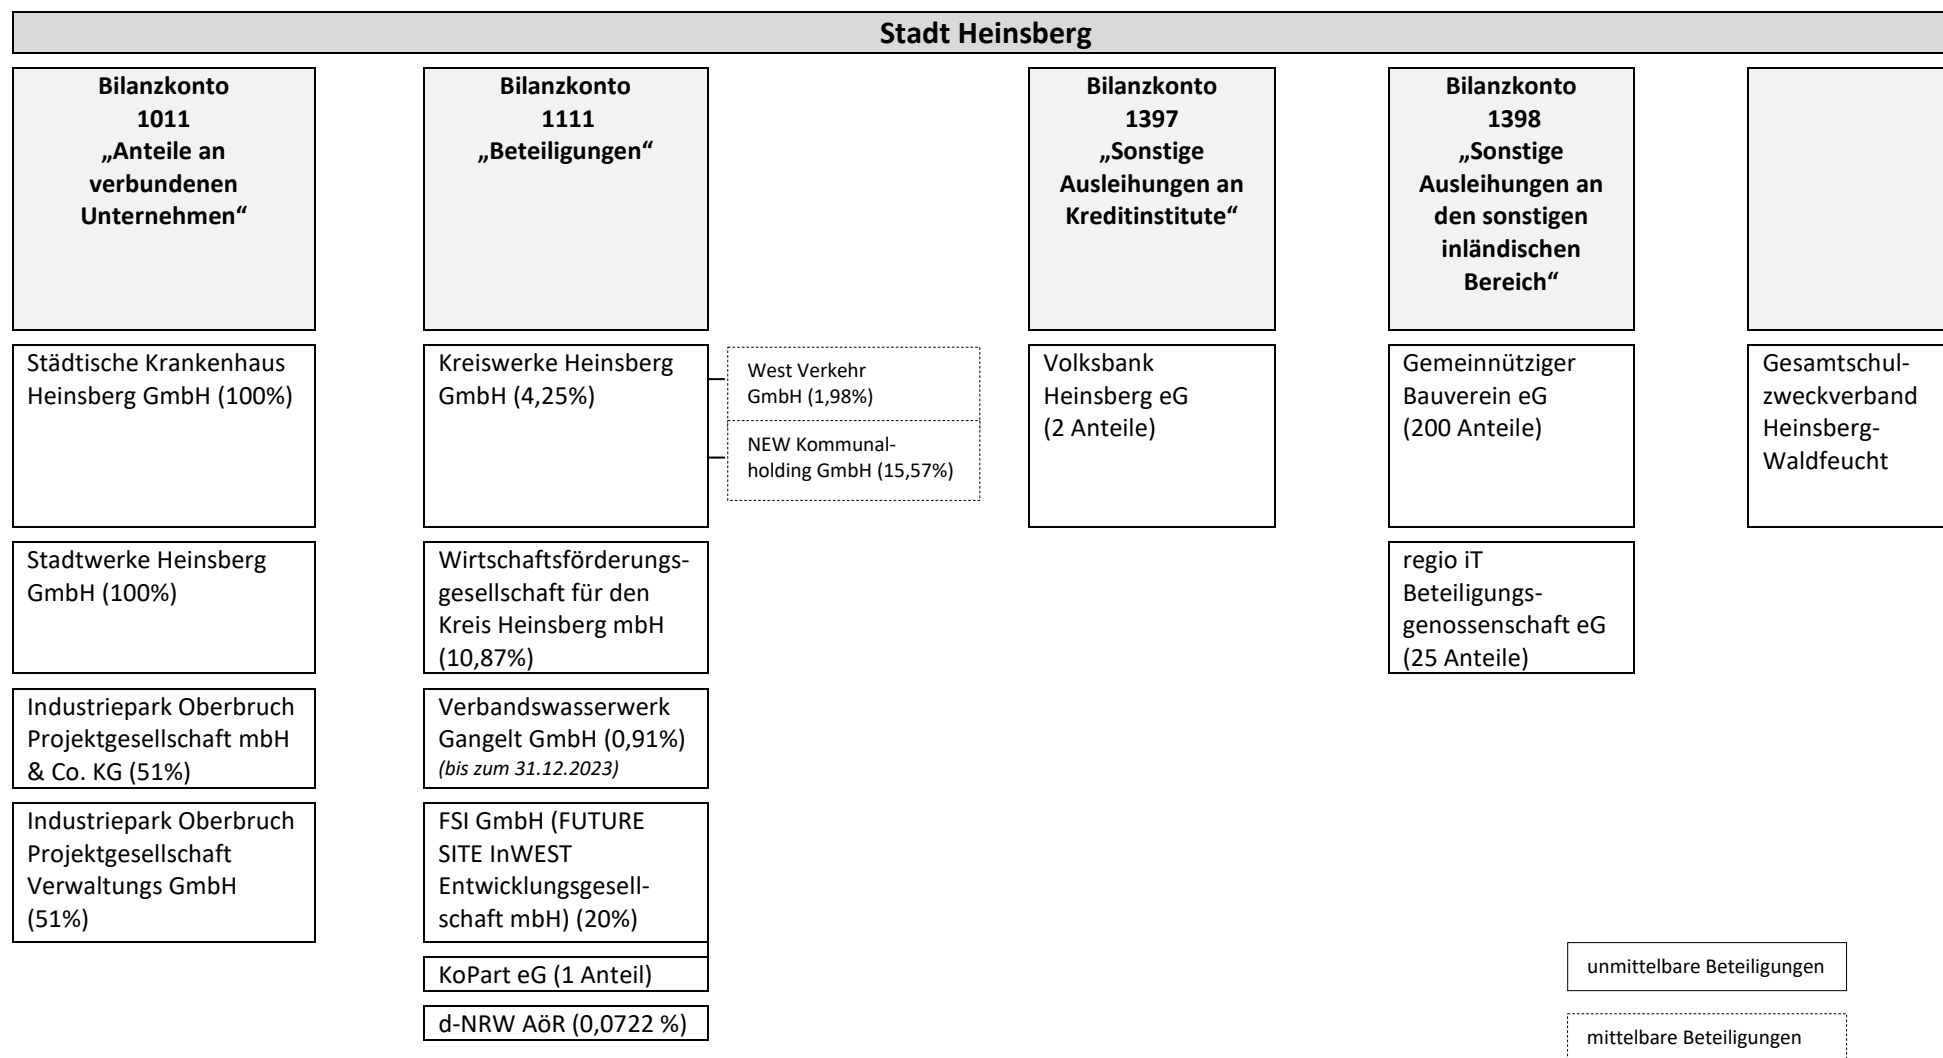 Stadt Heinsberg
Bilanzkonto
1011
„Anteile an
verbundenen
Unternehmen“
Bilanzkonto
1111
„Beteiligungen“
Bilanzkonto
1397
„Sonstige
Ausleihungen an
Kreditinstitute“
Bilanzkonto
1398
„Sonstige
Ausleihungen an
den sonstigen
inländischen
Bereich“
Städtische Krankenhaus
Heinsberg GmbH (100%)
Kreiswerke Heinsberg
GmbH (4,25%)
West Verkehr
GmbH (1,98%)
NEW Kommunal-
holding GmbH (15,57%)
Volksbank
Heinsberg eG
(2 Anteile)
Gemeinnütziger
Bauverein eG
(200 Anteile)
Gesamtschul-
zweckverband
Heinsberg-
Waldfeucht
Stadtwerke Heinsberg
GmbH (100%)
Wirtschaftsförderungs-
gesellschaft für den
Kreis Heinsberg mbH
(10,87%)
regio iT
Beteiligungs-
genossenschaft eG
(25 Anteile)
Industriepark Oberbruch
Projektgesellschaft mbH
& Co. KG (51%)
Verbandswasserwerk
Gangelt GmbH (0,91%)
(bis zum 31.12.2023)
Industriepark Oberbruch
Projektgesellschaft
Verwaltungs GmbH
(51%)
FSI GmbH (FUTURE
SITE InWEST
Entwicklungsgesell-
schaft mbH) (20%)
KoPart eG (1 Anteil)
d-NRW AöR (0,0722 %)
unmittelbare Beteiligungen
mittelbare Beteiligungen